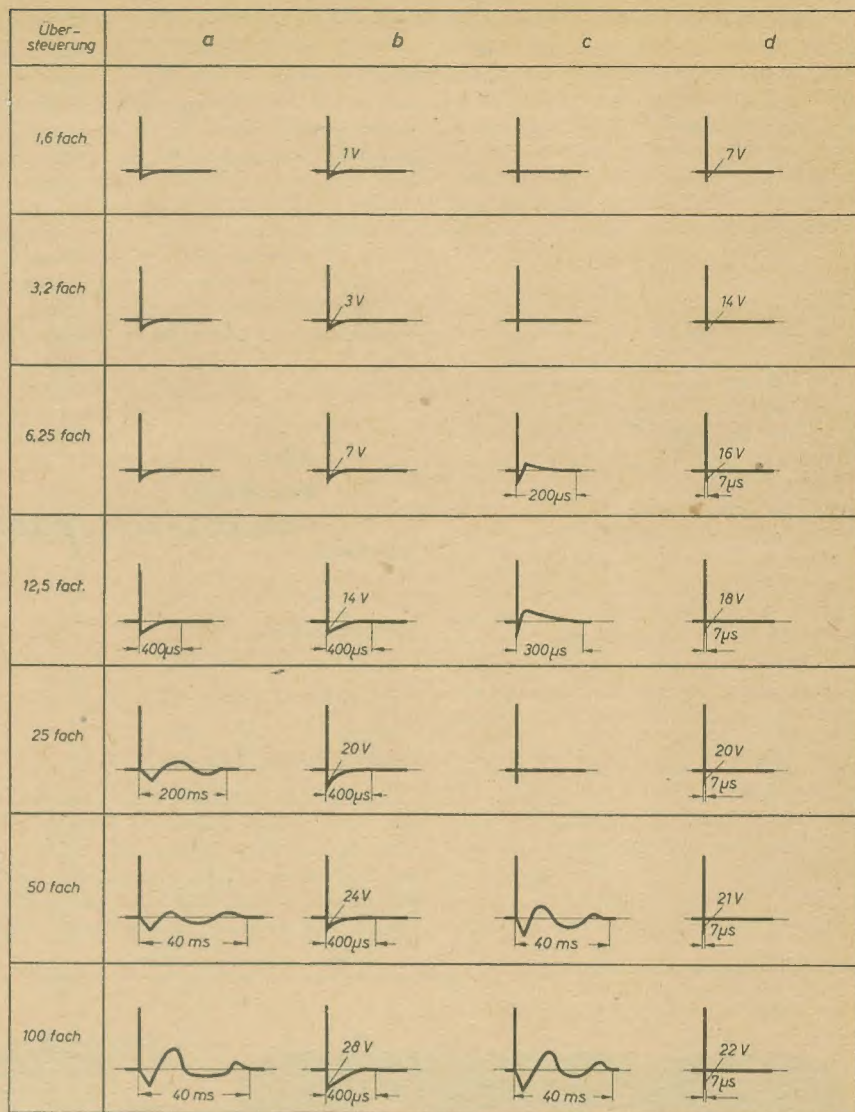 Über-
steuerung
a
b
c
d
1,6 fach
1V
7V
3,2 fach
3V
14V
6,25 fach
7V
200µs
16V
7µs
12,5 fach.
400µs
14V
400µs
300µs
18V
7µs
25 fach
200ms
20V
400µs
20V
7µs
50 fach
40 ms
24V
400µs
40 ms
21V
7µs
100 fach
40 ms
28V
400µs
40 ms
22V
7µs